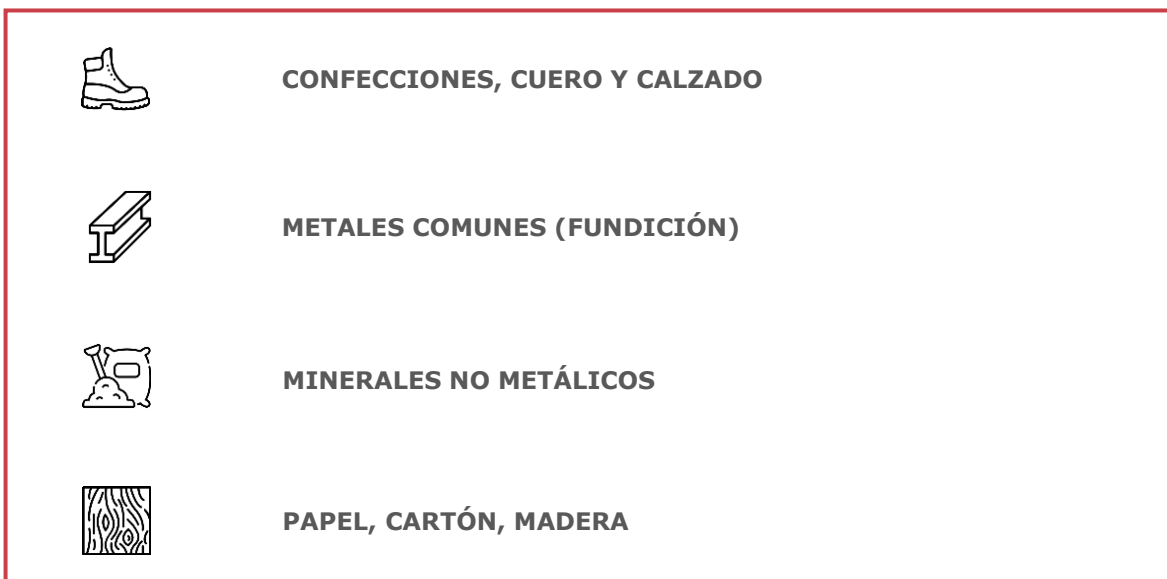 CONFECCIONES, CUERO Y CALZADO
METALES COMUNES (FUNDICIÓN)
MINERALES NO METÁLICOS
PAPEL, CARTÓN, MADERA